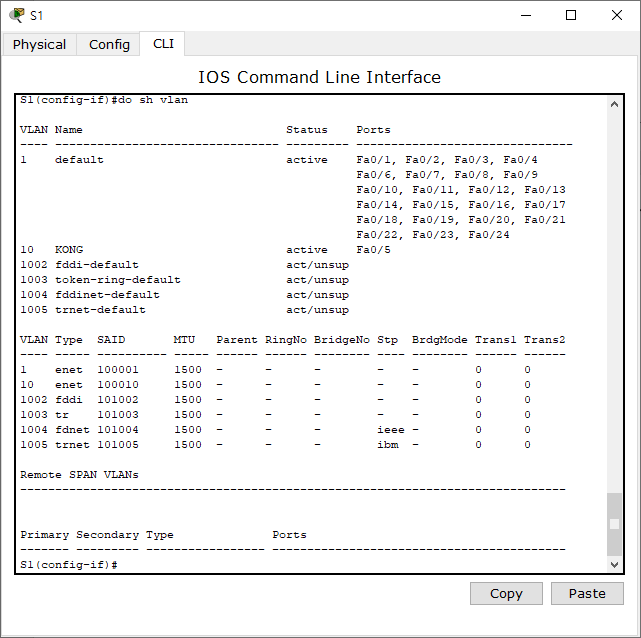 S1
Physical Config CLI
IOS Command Line Interface
S1(config-if)#do sh vlan
VLAN Name                             Status    Ports
---- -------------------------------- --------- -------------------------------
1    default                          active    Fa0/1, Fa0/2, Fa0/3, Fa0/4
                                                Fa0/6, Fa0/7, Fa0/8, Fa0/9
                                                Fa0/10, Fa0/11, Fa0/12, Fa0/13
                                                Fa0/14, Fa0/15, Fa0/16, Fa0/17
                                                Fa0/18, Fa0/19, Fa0/20, Fa0/21
                                                Fa0/22, Fa0/23, Fa0/24
10   KONG                             active    Fa0/5
1002 fddi-default                     act/unsup
1003 token-ring-default               act/unsup
1004 fddinet-default                  act/unsup
1005 trnet-default                    act/unsup
VLAN Type  SAID       MTU   Parent RingNo BridgeNo Stp  BrdgMode Trans1 Trans2
---- ----- ---------- ----- ------ ------ -------- ---- -------- ------ ------
1    enet  100001     1500  -      -      -        -    -        0      0
10   enet  100010     1500  -      -      -        -    -        0      0
1002 fddi  101002     1500  -      -      -        -    -        0      0
1003 tr    101003     1500  -      -      -        -    -        0      0
1004 fdnet 101004     1500  -      -      -        ieee -        0      0
1005 trnet 101005     1500  -      -      -        ibm  -        0      0
Remote SPAN VLANs
------------------------------------------------------------------------------
Primary Secondary Type              Ports
------- --------- ----------------- ------------------------------------------
S1(config-if)#
Copy Paste